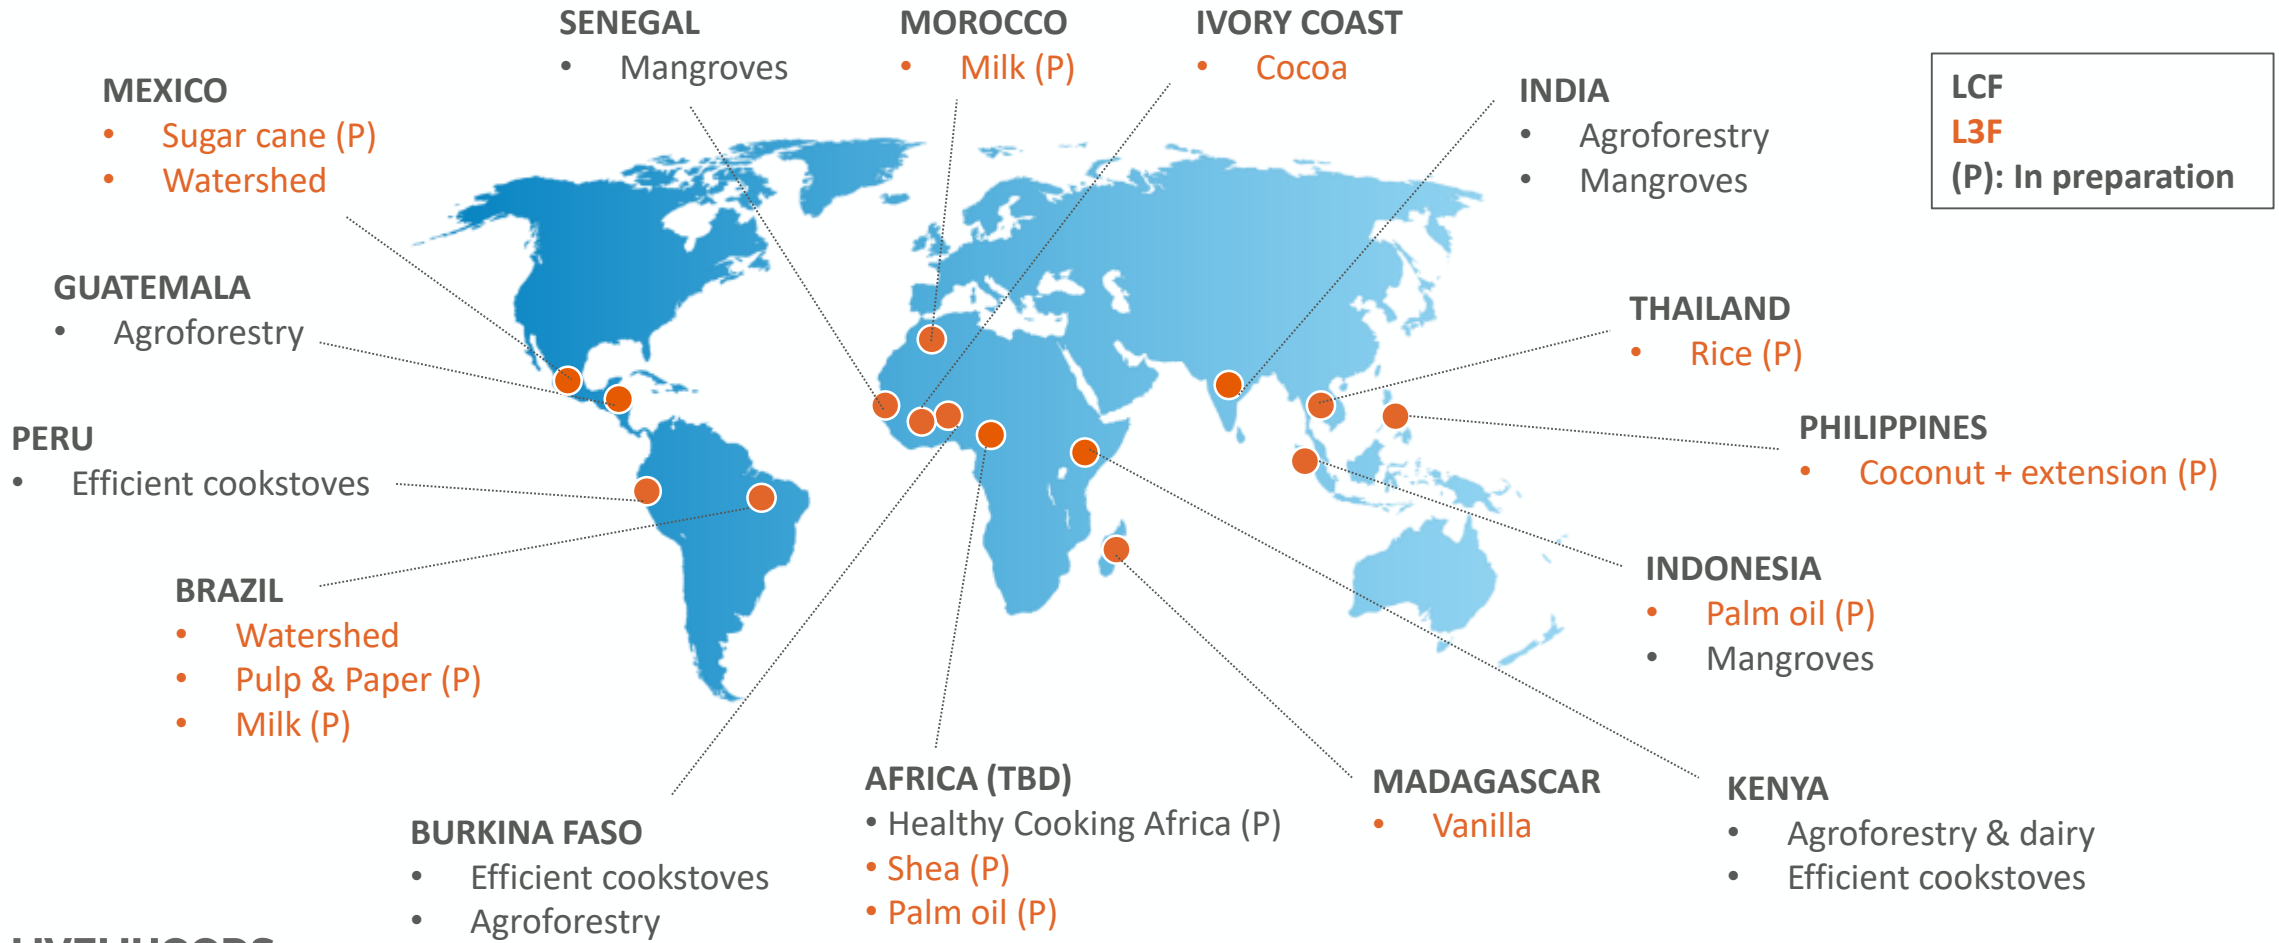 SENEGAL
• Mangroves
MOROCCO
• Milk (P)
IVORY COAST
• Cocoa
MEXICO
• Sugar cane (P)
• Watershed
INDIA
• Agroforestry
• Mangroves
LCF
L3F
(P): In preparation
GUATEMALA
• Agroforestry
THAILAND
• Rice (P)
PERU
• Efficient cookstoves
PHILIPPINES
• Coconut + extension (P)
BRAZIL
• Watershed
• Pulp & Paper (P)
• Milk (P)
INDONESIA
• Palm oil (P)
• Mangroves
BURKINA FASO
• Efficient cookstoves
• Agroforestry
AFRICA (TBD)
• Healthy Cooking Africa (P)
• Shea (P)
• Palm oil (P)
MADAGASCAR
• Vanilla
KENYA
• Agroforestry & dairy
• Efficient cookstoves